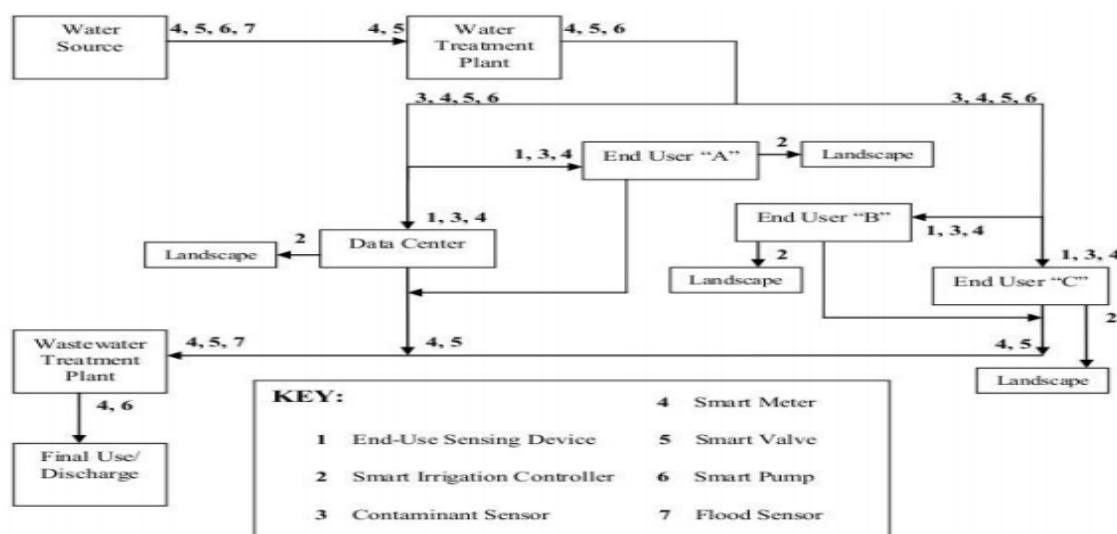 Water
Source
4, 5, 6, 7
4, 5
Water
Treatment
Plant
4, 5, 6
3, 4, 5, 6
3, 4, 5, 6
1, 3, 4
End User “A”
2
Landscape
1, 3, 4
End User “B”
1, 3, 4
Landscape
2
Data Center
2
Landscape
1, 3, 4
End User “C”
2
Wastewater
Treatment
Plant
4, 5, 7
4, 5
4, 5
Landscape
4, 6
Final Use/
Discharge
KEY:
1 End-Use Sensing Device
2 Smart Irrigation Controller
3 Contaminant Sensor
4 Smart Meter
5 Smart Valve
6 Smart Pump
7 Flood Sensor